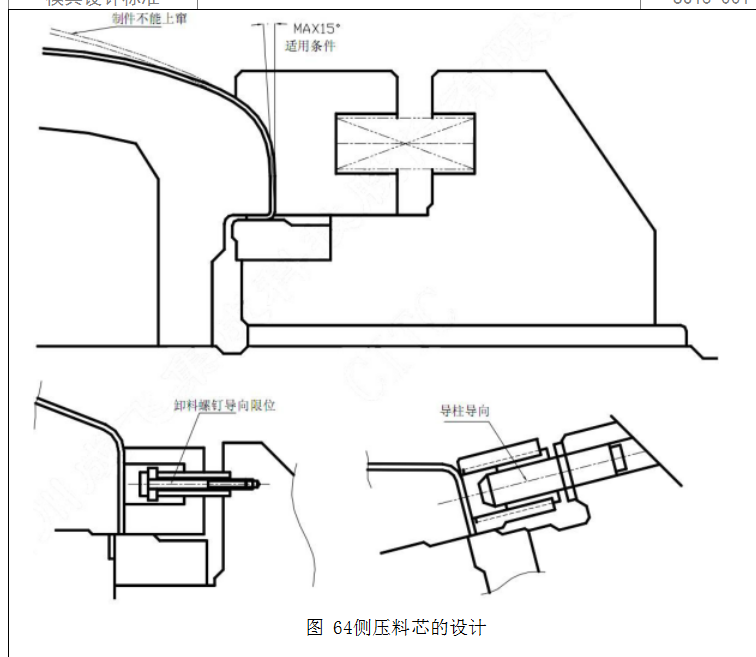 模具设计标准
制件不能上窜
MAX15°
适用条件
卸料螺钉导向限位
导柱导向
图 64侧压料芯的设计